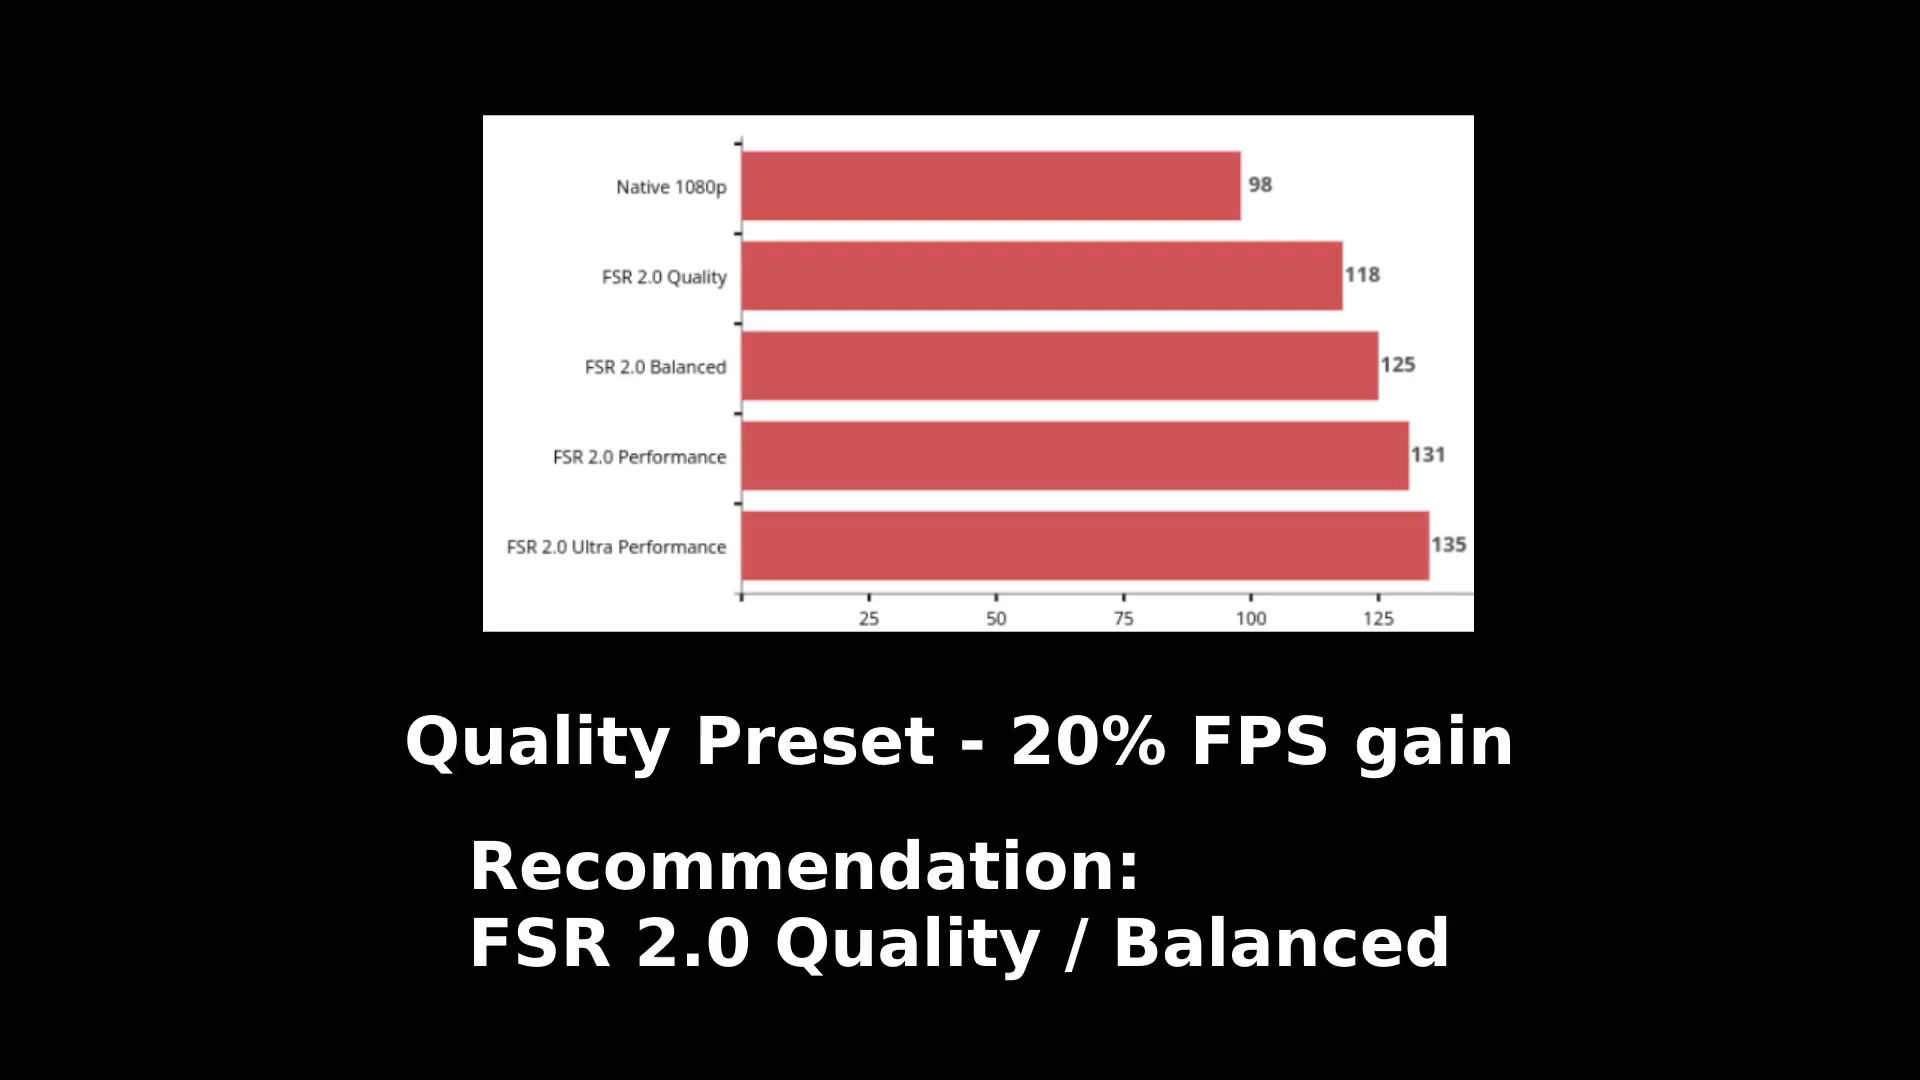 Native 1080p 98
FSR 2.0 Quality 118
FSR 2.0 Balanced 125
FSR 2.0 Performance 131
FSR 2.0 Ultra Performance 135
25 50 75 100 125
Quality Preset - 20% FPS gain
Recommendation:
FSR 2.0 Quality / Balanced